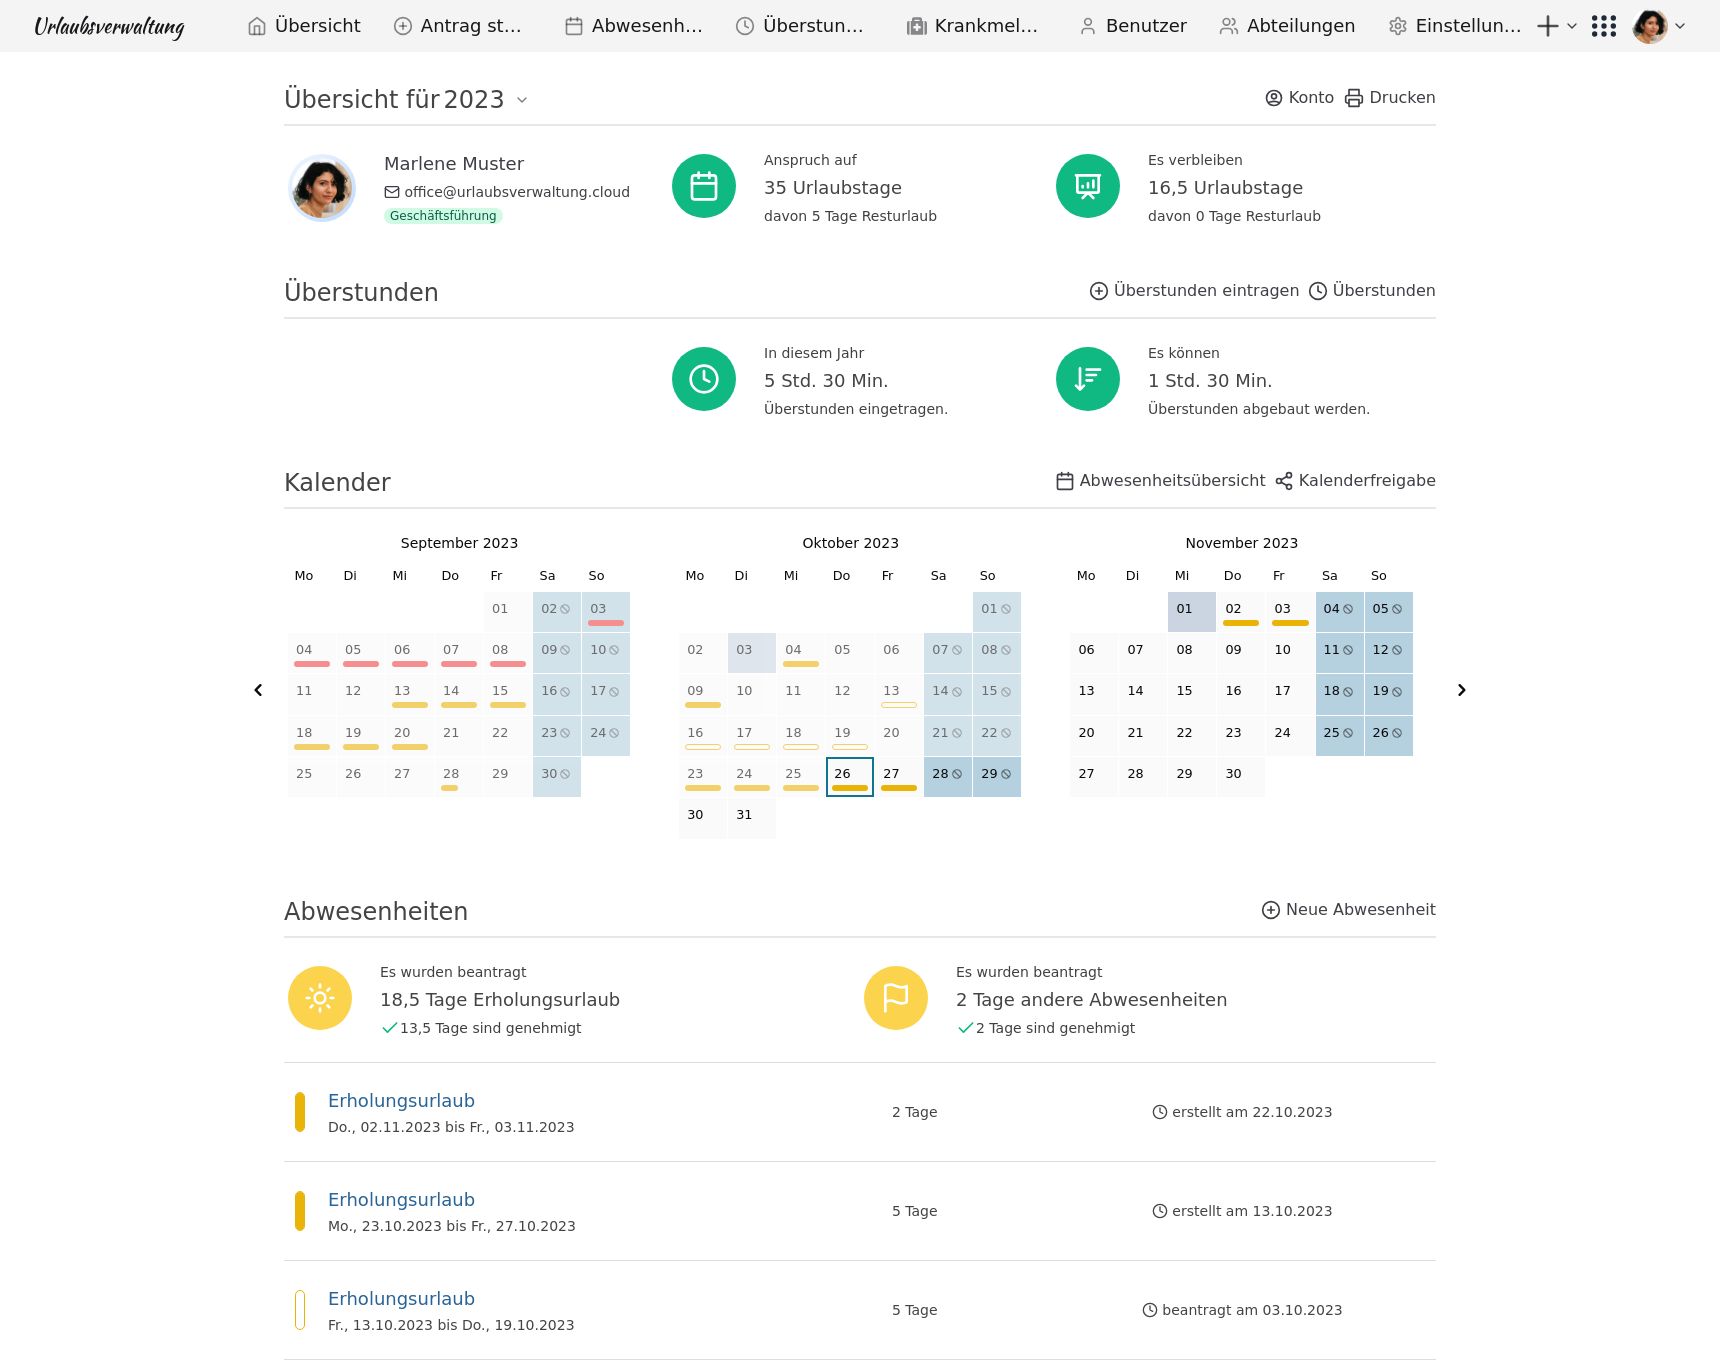 Urlaubsverwaltung Übersicht Antrag st... Abwesenh... Überstun... Krankmel... Benutzer Abteilungen Einstellun...
Übersicht für 2023 Konto Drucken
Marlene Muster
office@urlaubsverwaltung.cloud
Geschäftsführung
Anspruch auf
35 Urlaubstage
davon 5 Tage Resturlaub
Es verbleiben
16,5 Urlaubstage
davon 0 Tage Resturlaub
Überstunden Überstunden eintragen Überstunden
In diesem Jahr
5 Std. 30 Min.
Überstunden eingetragen.
Es können
1 Std. 30 Min.
Überstunden abgebaut werden.
Kalender Abwesenheitsübersicht Kalenderfreigabe
September 2023
Mo Di Mi Do Fr Sa So
01 02 03
04 05 06 07 08 09 10
11 12 13 14 15 16 17
18 19 20 21 22 23 24
25 26 27 28 29 30
Oktober 2023
Mo Di Mi Do Fr Sa So
01
02 03 04 05 06 07 08
09 10 11 12 13 14 15
16 17 18 19 20 21 22
23 24 25 26 27 28 29
30 31
November 2023
Mo Di Mi Do Fr Sa So
01 02 03 04 05
06 07 08 09 10 11 12
13 14 15 16 17 18 19
20 21 22 23 24 25 26
27 28 29 30
Abwesenheiten Neue Abwesenheit
Es wurden beantragt
18,5 Tage Erholungsurlaub
13,5 Tage sind genehmigt
Es wurden beantragt
2 Tage andere Abwesenheiten
2 Tage sind genehmigt
Erholungsurlaub
Do., 02.11.2023 bis Fr., 03.11.2023
2 Tage
erstellt am 22.10.2023
Erholungsurlaub
Mo., 23.10.2023 bis Fr., 27.10.2023
5 Tage
erstellt am 13.10.2023
Erholungsurlaub
Fr., 13.10.2023 bis Do., 19.10.2023
5 Tage
beantragt am 03.10.2023